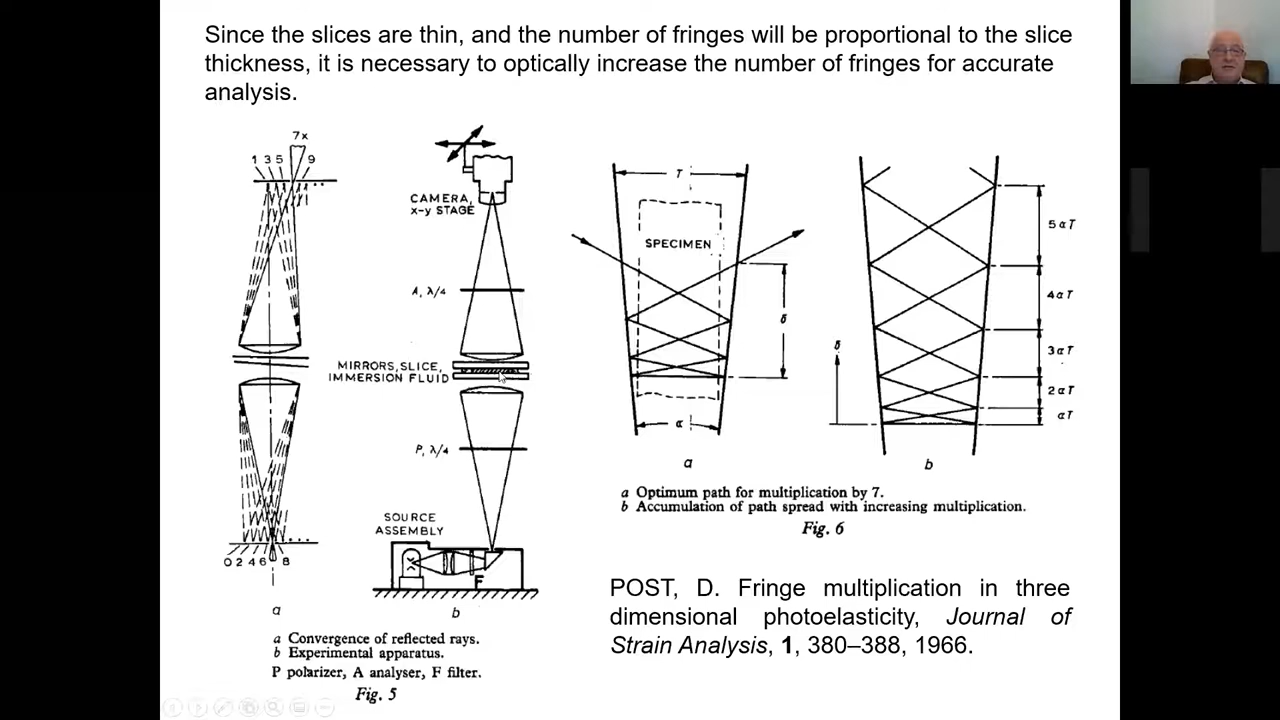 Since the slices are thin, and the number of fringes will be proportional to the slice
thickness, it is necessary to optically increase the number of fringes for accurate
analysis.
7x
1 3 5 9
CAMERA,
x-y STAGE
A, λ/4
MIRRORS, SLICE,
IMMERSION FLUID
P, λ/4
SOURCE
ASSEMBLY
F
0 2 4 6 8
a
b
a Convergence of reflected rays.
b Experimental apparatus.
P polarizer, A analyser, F filter.
Fig. 5
T
SPECIMEN
δ
α
a
5αT
4αT
3αT
2αT
αT
δ
b
a Optimum path for multiplication by 7.
b Accumulation of path spread with increasing multiplication.
Fig. 6
POST, D. Fringe multiplication in three
dimensional photoelasticity, Journal of
Strain Analysis, 1, 380–388, 1966.